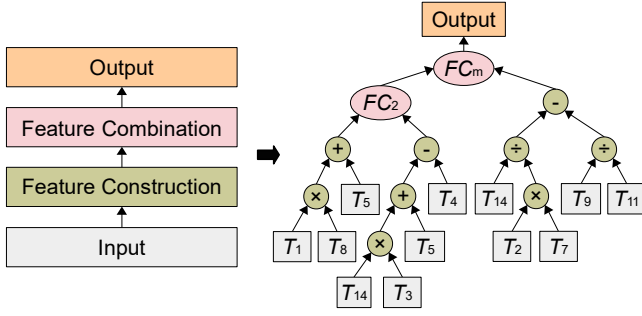 Output
Feature Combination
Feature Construction
Input
Output
FCm
FC2
-
+
-
÷
÷
×
T5
+
T4
T14
×
T9
T11
T1
T8
×
T5
T2
T7
T14
T3